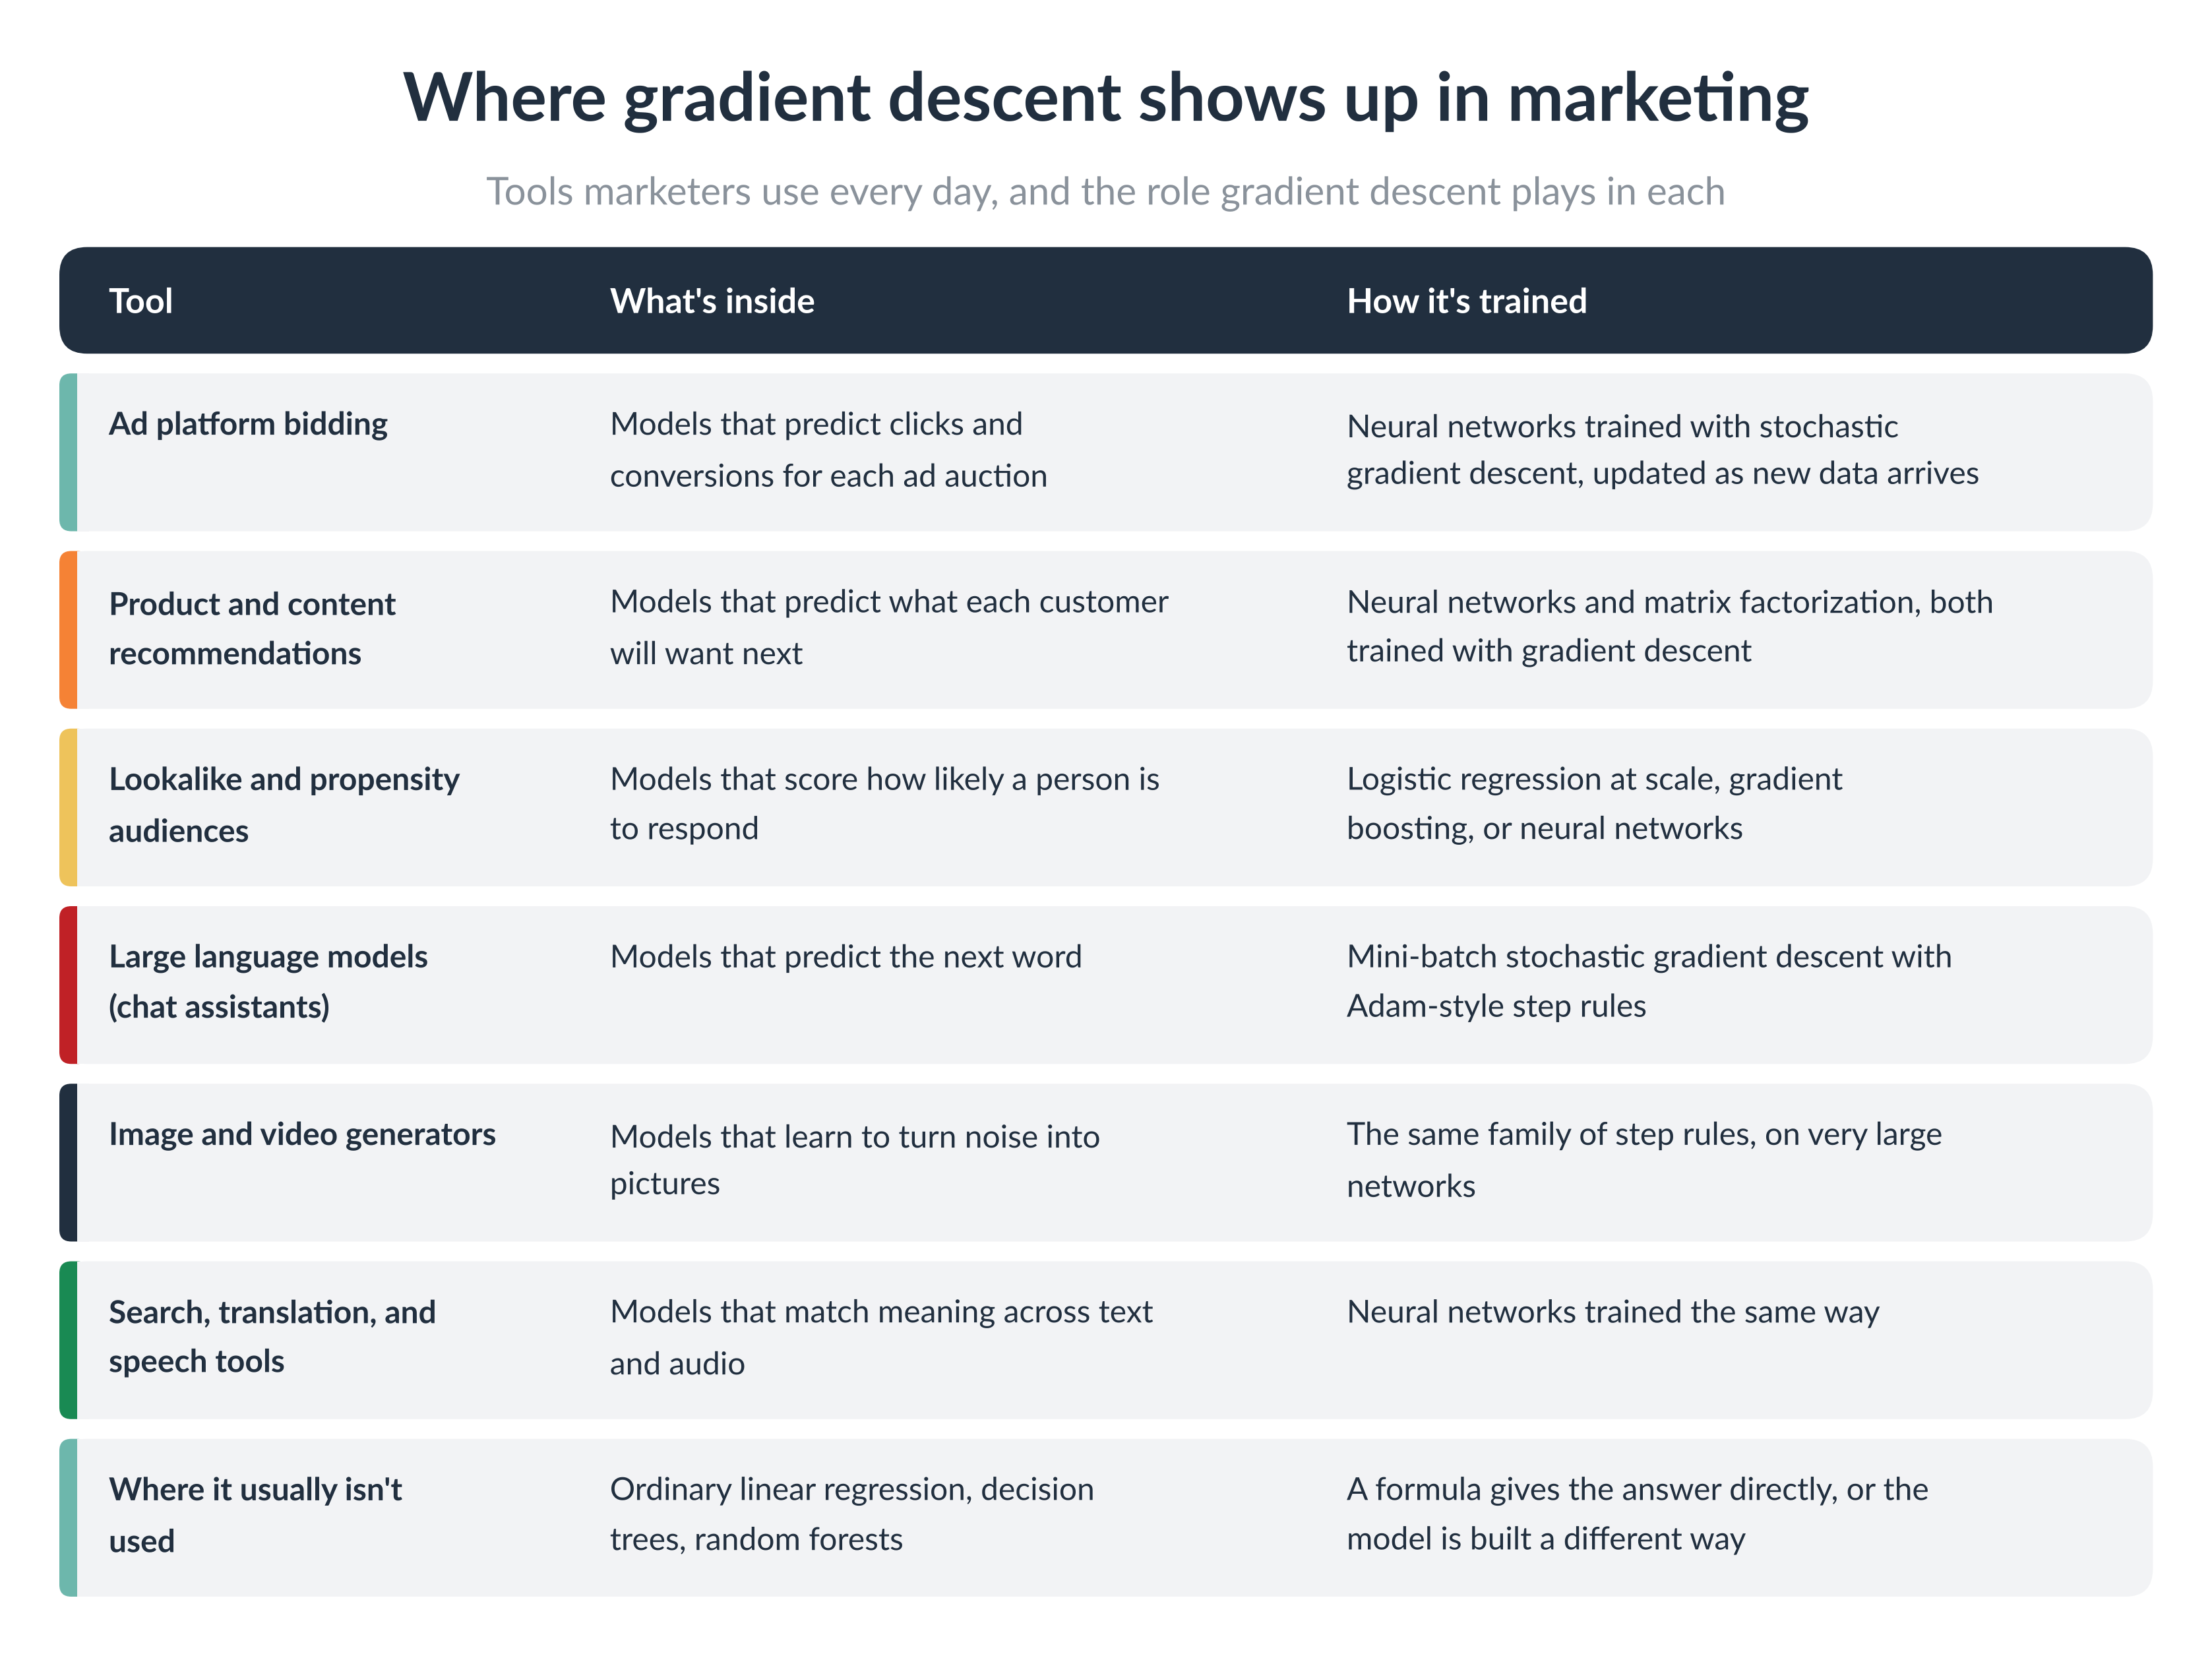 Where gradient descent shows up in marketing
Tools marketers use every day, and the role gradient descent plays in each
Tool
What's inside
How it's trained
Ad platform bidding
Models that predict clicks and
conversions for each ad auction
Neural networks trained with stochastic
gradient descent, updated as new data arrives
Product and content
recommendations
Models that predict what each customer
will want next
Neural networks and matrix factorization, both
trained with gradient descent
Lookalike and propensity
audiences
Models that score how likely a person is
to respond
Logistic regression at scale, gradient
boosting, or neural networks
Large language models
(chat assistants)
Models that predict the next word
Mini-batch stochastic gradient descent with
Adam-style step rules
Image and video generators
Models that learn to turn noise into
pictures
The same family of step rules, on very large
networks
Search, translation, and
speech tools
Models that match meaning across text
and audio
Neural networks trained the same way
Where it usually isn't
used
Ordinary linear regression, decision
trees, random forests
A formula gives the answer directly, or the
model is built a different way